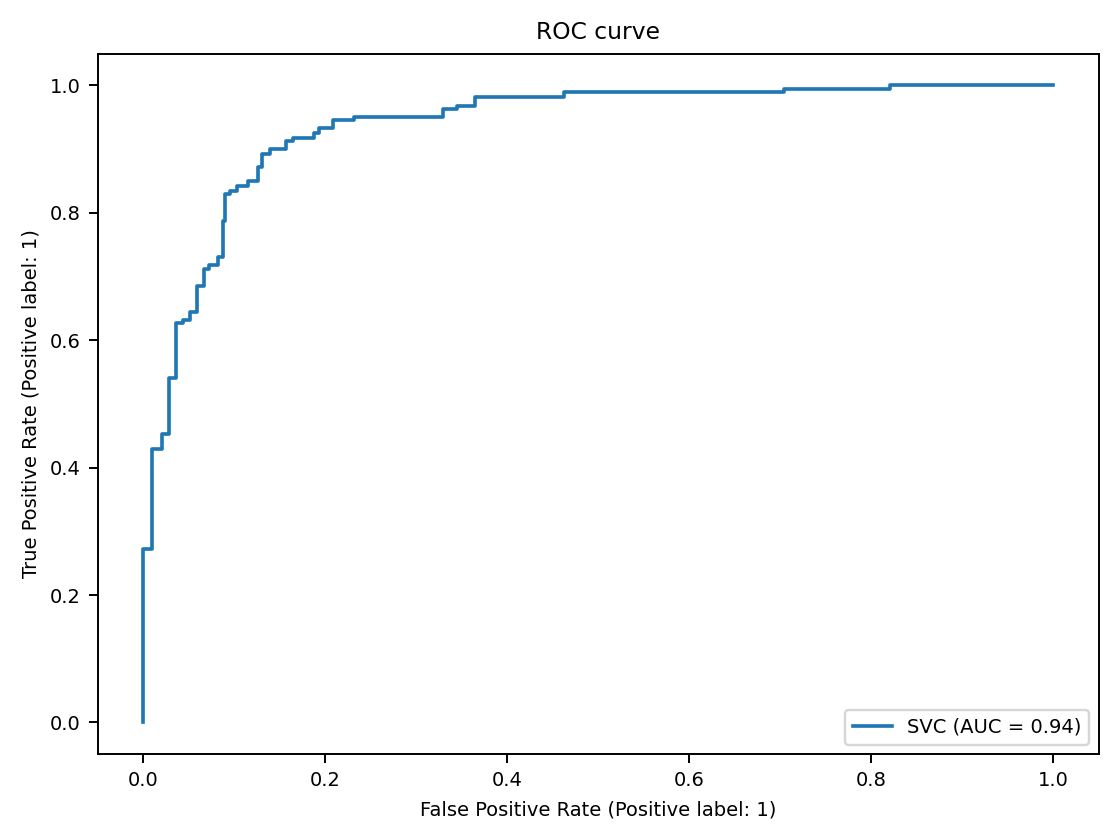 ROC curve
1.0
0.8
0.6
0.4
0.2
0.0
True Positive Rate (Positive label: 1)
SVC (AUC = 0.94)
0.0 0.2 0.4 0.6 0.8 1.0
False Positive Rate (Positive label: 1)